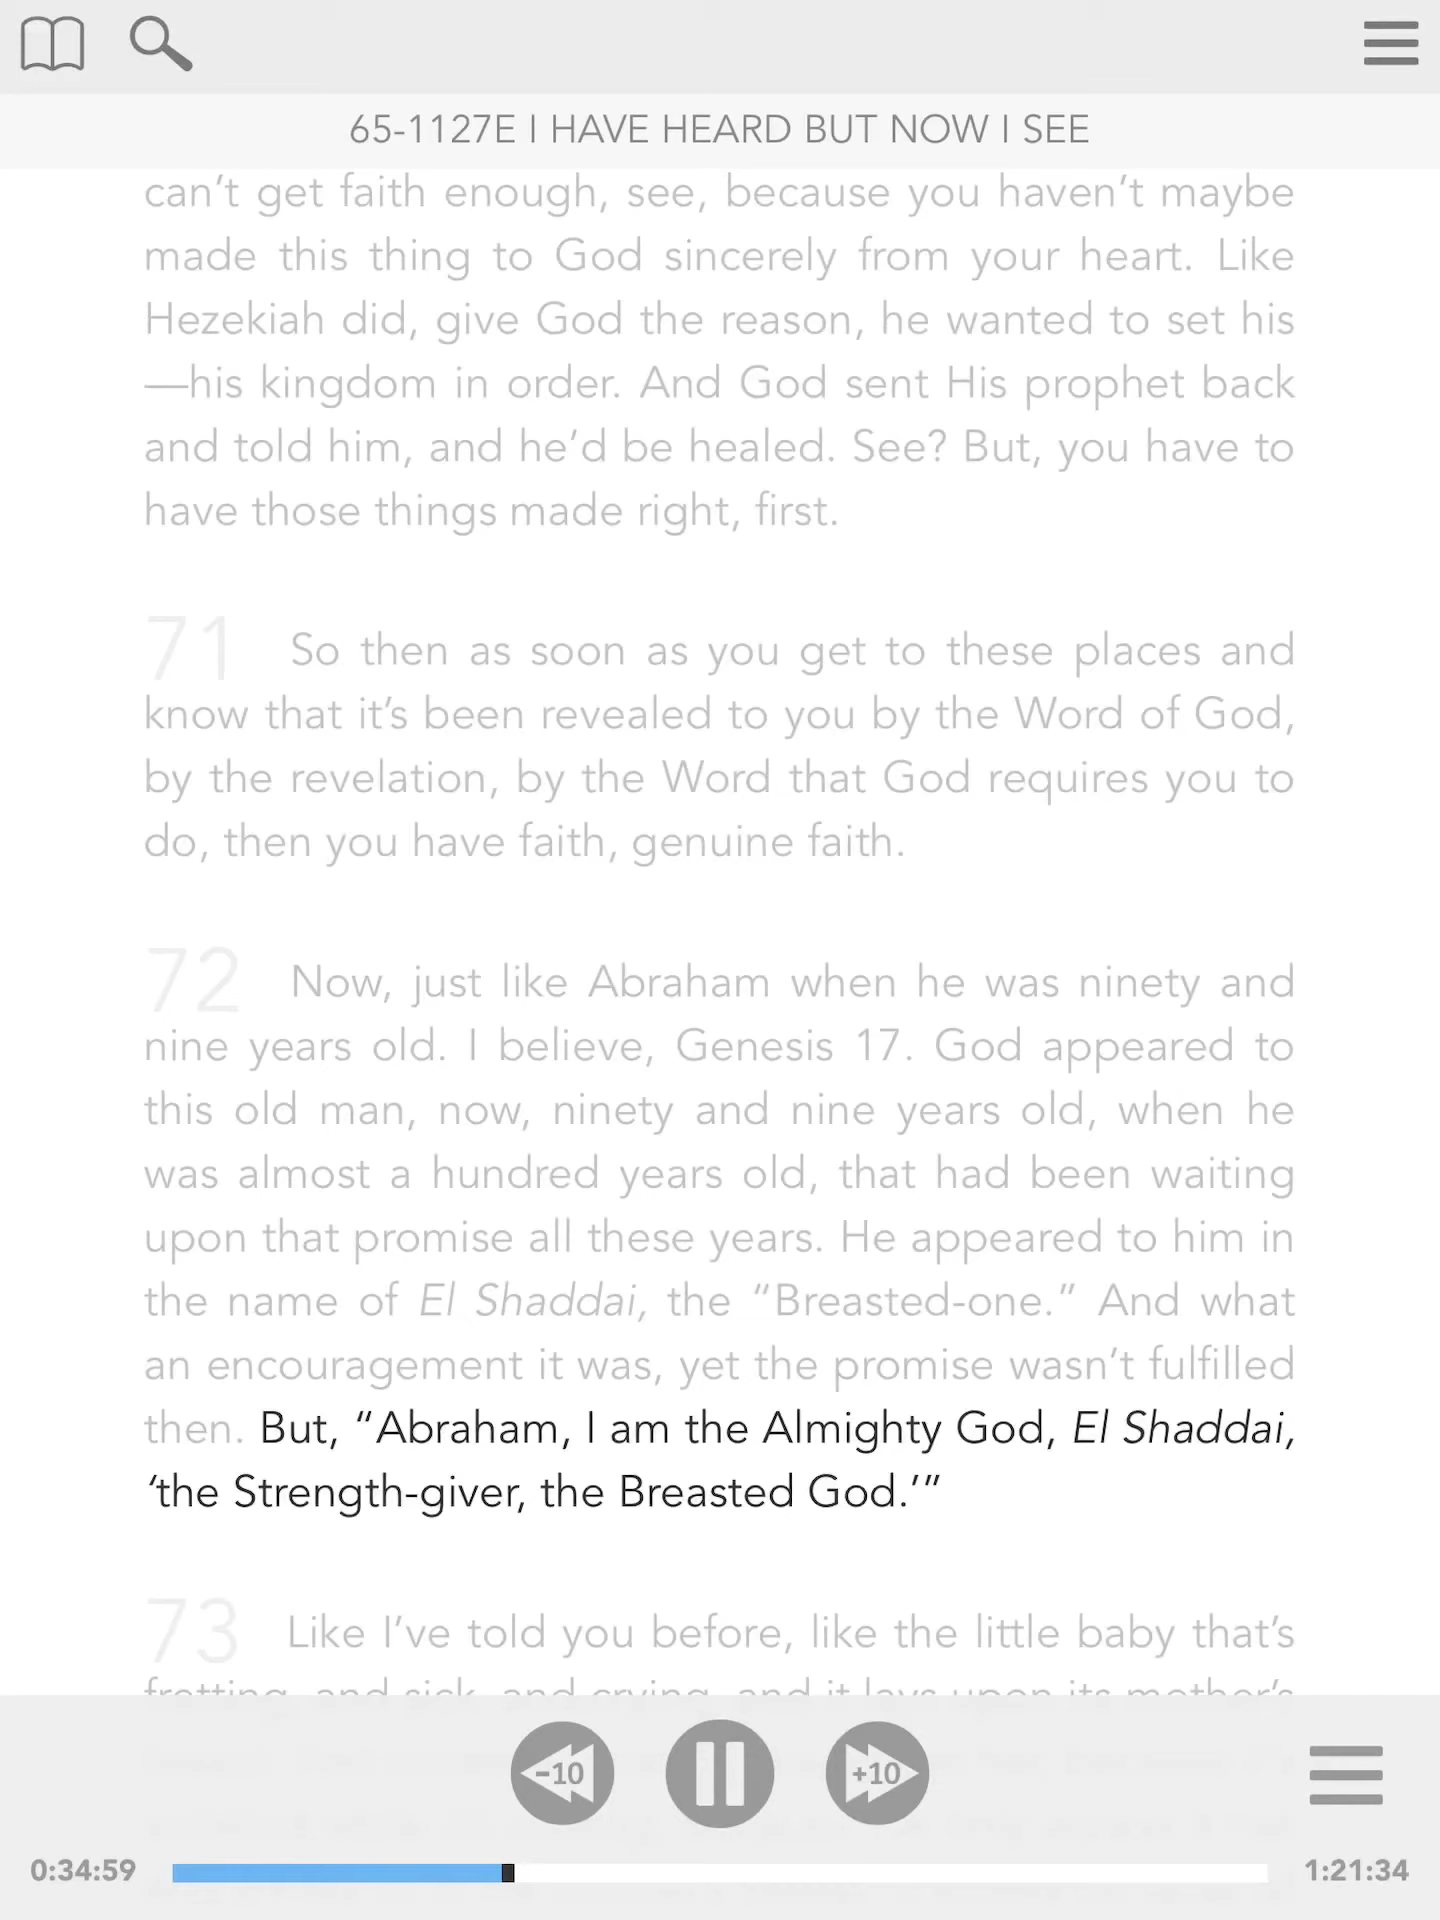 65-1127E I HAVE HEARD BUT NOW I SEE
can’t get faith enough, see, because you haven’t maybe
made this thing to God sincerely from your heart. Like
Hezekiah did, give God the reason, he wanted to set his
—his kingdom in order. And God sent His prophet back
and told him, and he’d be healed. See? But, you have to
have those things made right, first.
71 So then as soon as you get to these places and
know that it’s been revealed to you by the Word of God,
by the revelation, by the Word that God requires you to
do, then you have faith, genuine faith.
72 Now, just like Abraham when he was ninety and
nine years old. I believe, Genesis 17. God appeared to
this old man, now, ninety and nine years old, when he
was almost a hundred years old, that had been waiting
upon that promise all these years. He appeared to him in
the name of El Shaddai, the “Breasted-one.” And what
an encouragement it was, yet the promise wasn’t fulfilled
then. But, “Abraham, I am the Almighty God, El Shaddai,
‘the Strength-giver, the Breasted God.’”
73 Like I’ve told you before, like the little baby that’s
fretting, and sick, and crying, and it lays upon its mother’s
-10 +10
0:34:59 1:21:34